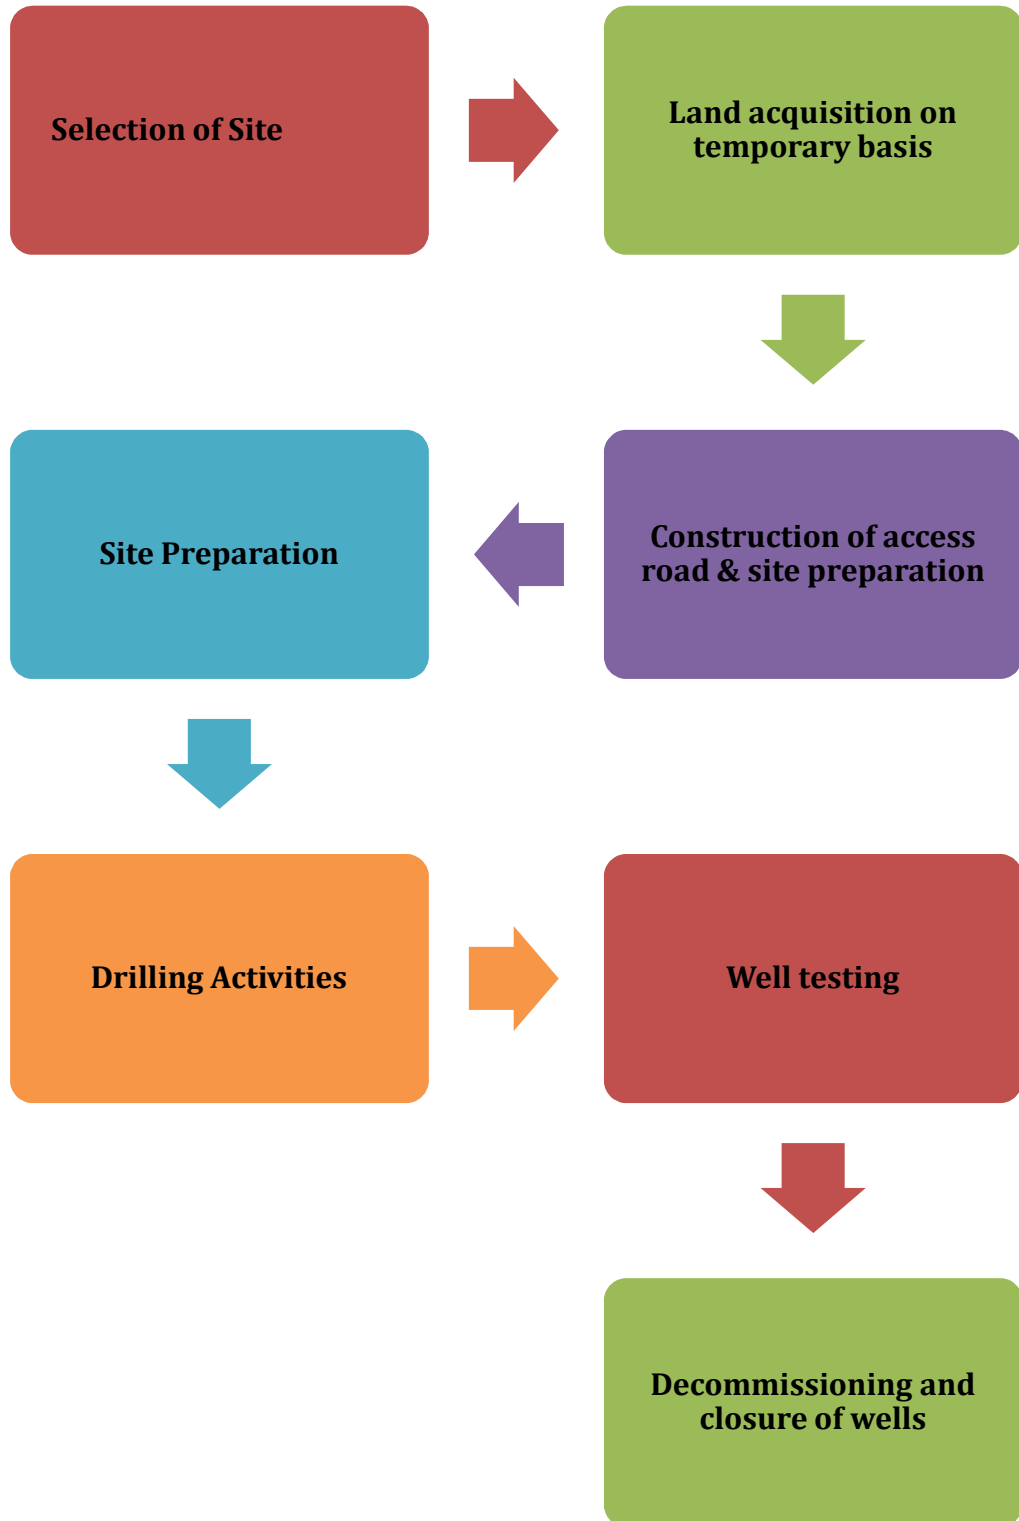 Selection of Site
Land acquisition on
temporary basis
Construction of access
road & site preparation
Site Preparation
Drilling Activities
Well testing
Decommissioning and
closure of wells